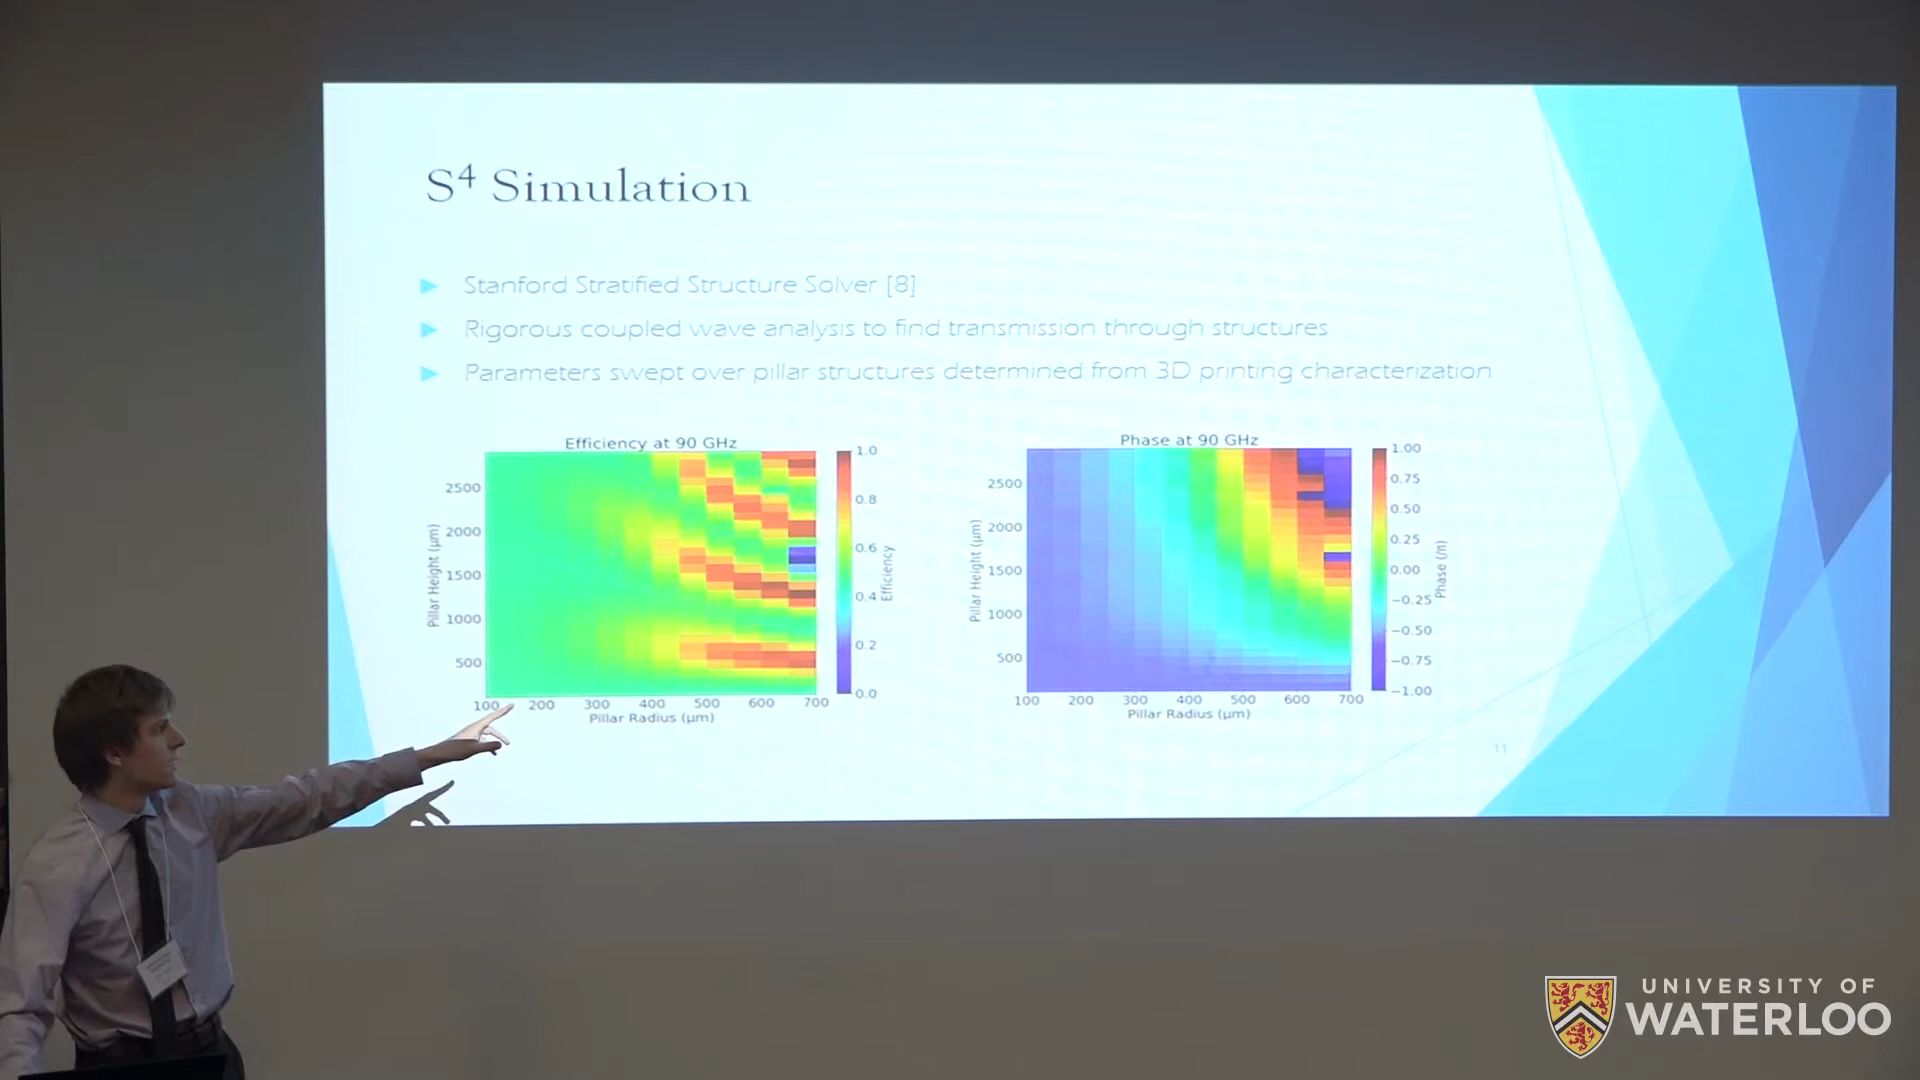 S⁴ Simulation
Stanford Stratified Structure Solver [8]
Rigorous coupled wave analysis to find transmission through structures
Parameters swept over pillar structures determined from 3D printing characterization
Efficiency at 90 GHz
Pillar Height (μm)
2500
2000
1500
1000
500
100 200 300 400 500 600 700
Pillar Radius (μm)
1.0
0.8
0.6
0.4
0.2
0.0
Efficiency
Phase at 90 GHz
Pillar Height (μm)
2500
2000
1500
1000
500
100 200 300 400 500 600 700
Pillar Radius (μm)
1.00
0.75
0.50
0.25
0.00
−0.25
−0.50
−0.75
−1.00
Phase (/π)
11
UNIVERSITY OF
WATERLOO